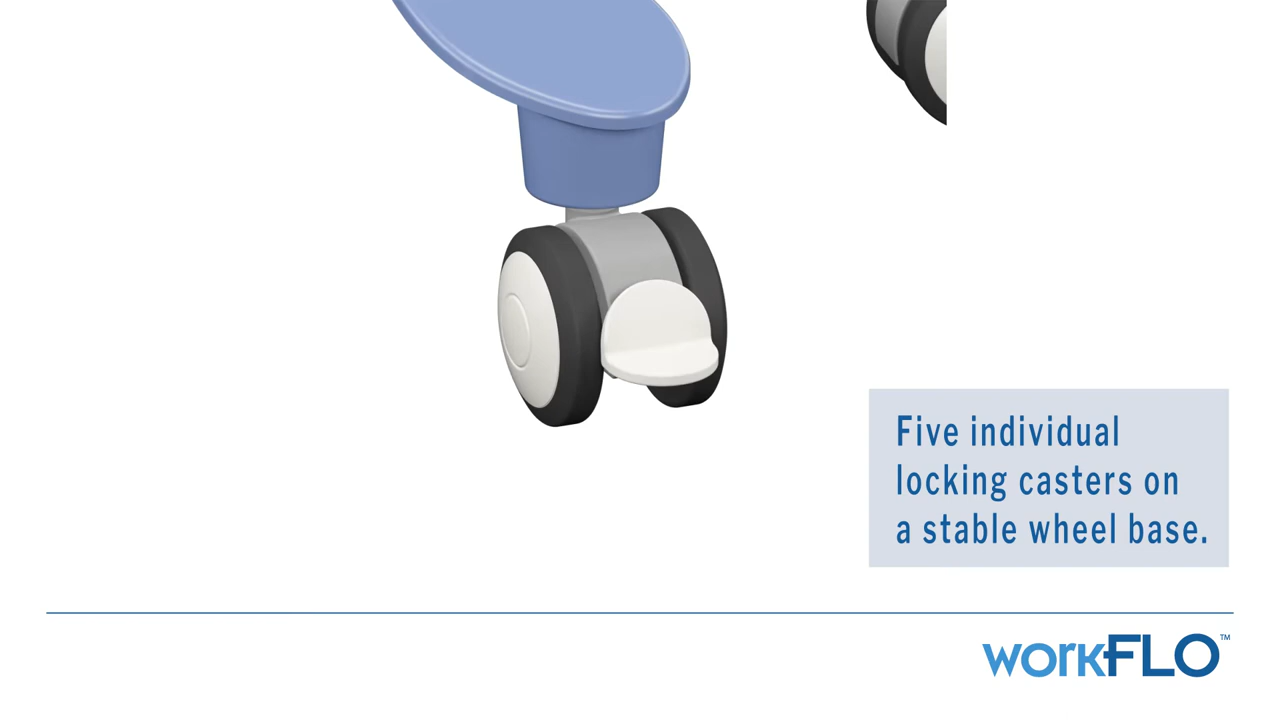 Five individual
locking casters on
a stable wheel base.
workFLO™